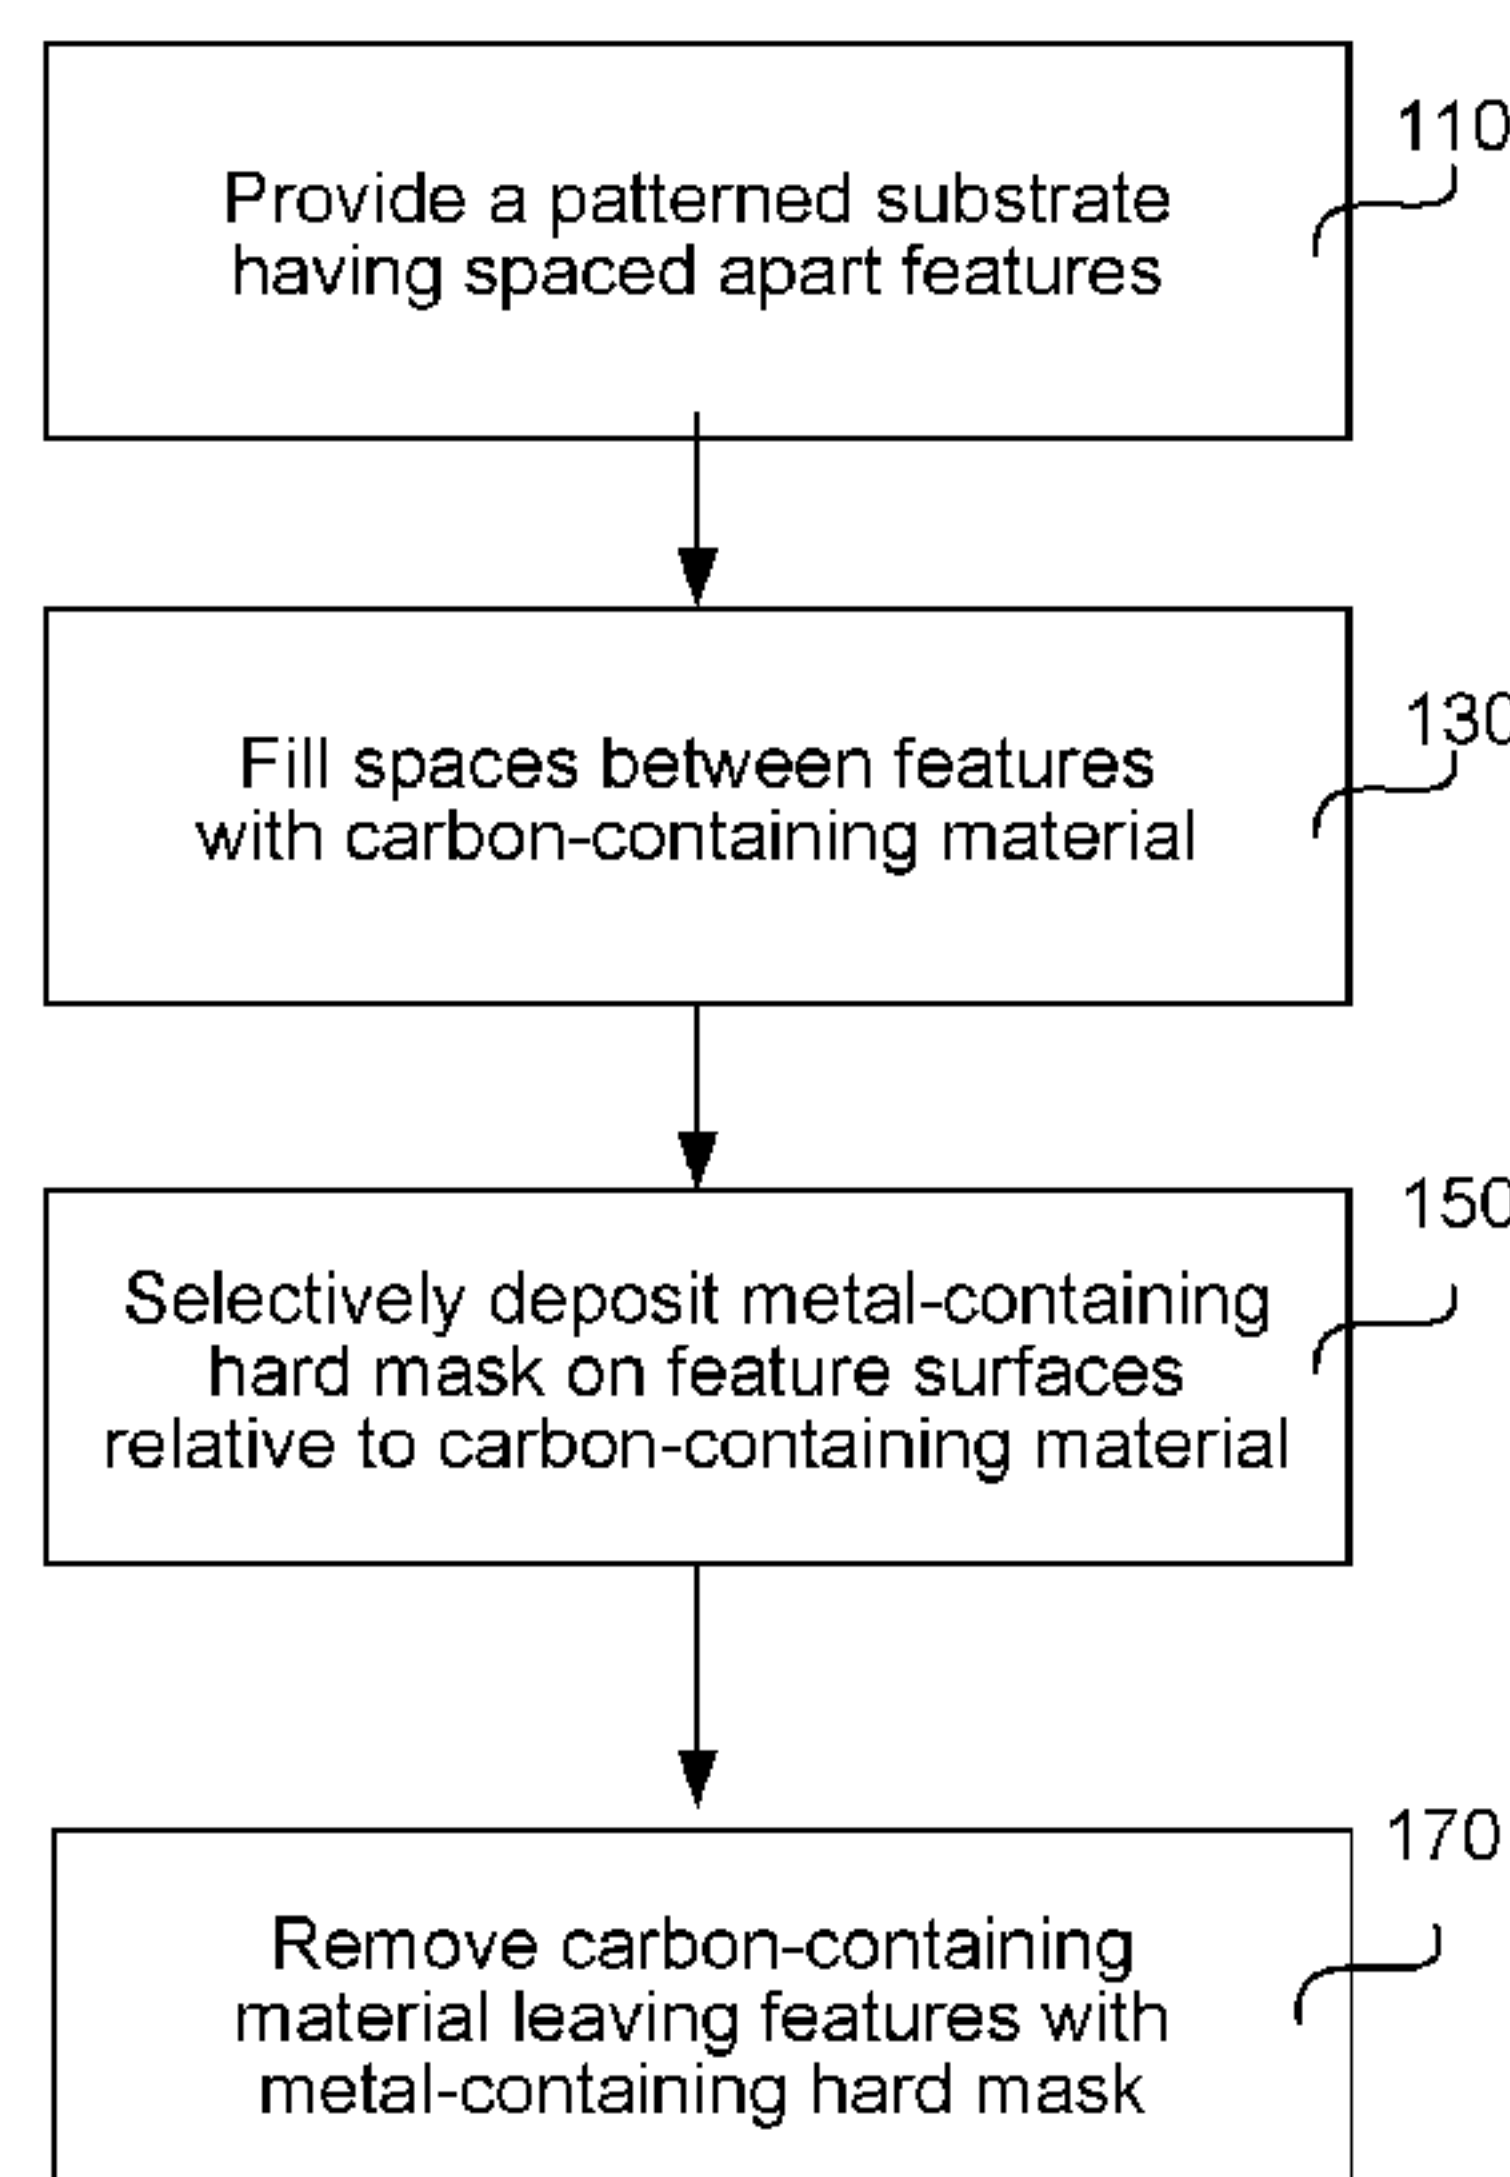 110
Provide a patterned substrate
having spaced apart features
130
Fill spaces between features
with carbon-containing material
150
Selectively deposit metal-containing
hard mask on feature surfaces
relative to carbon-containing material
170
Remove carbon-containing
material leaving features with
metal-containing hard mask